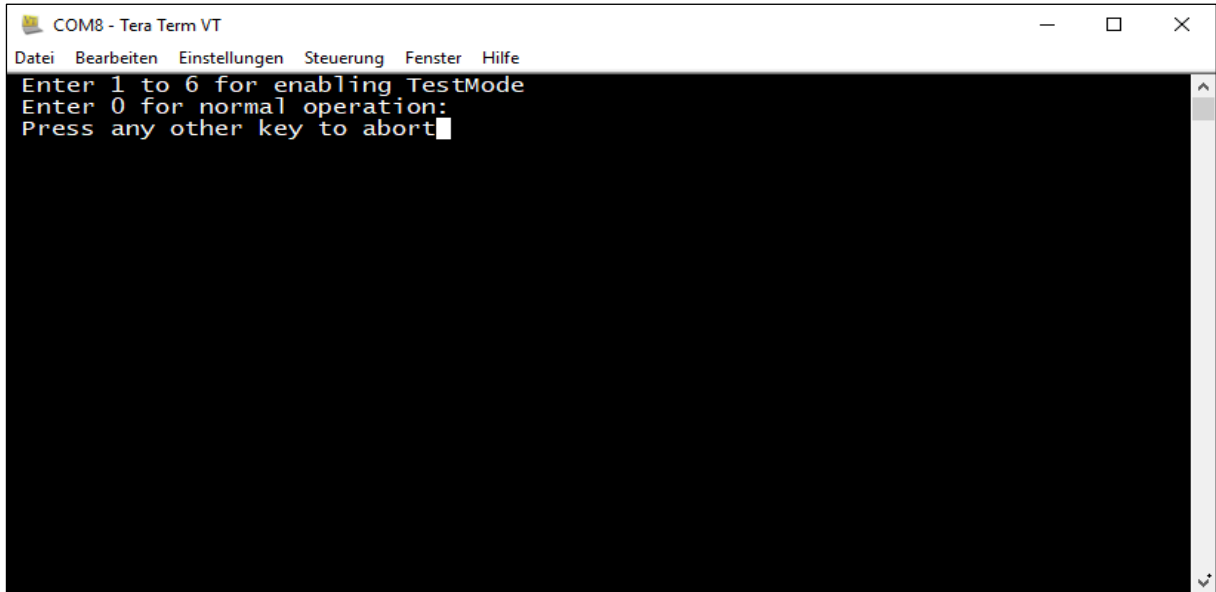 COM8 - Tera Term VT
Datei Bearbeiten Einstellungen Steuerung Fenster Hilfe
Enter 1 to 6 for enabling TestMode
Enter 0 for normal operation:
Press any other key to abort